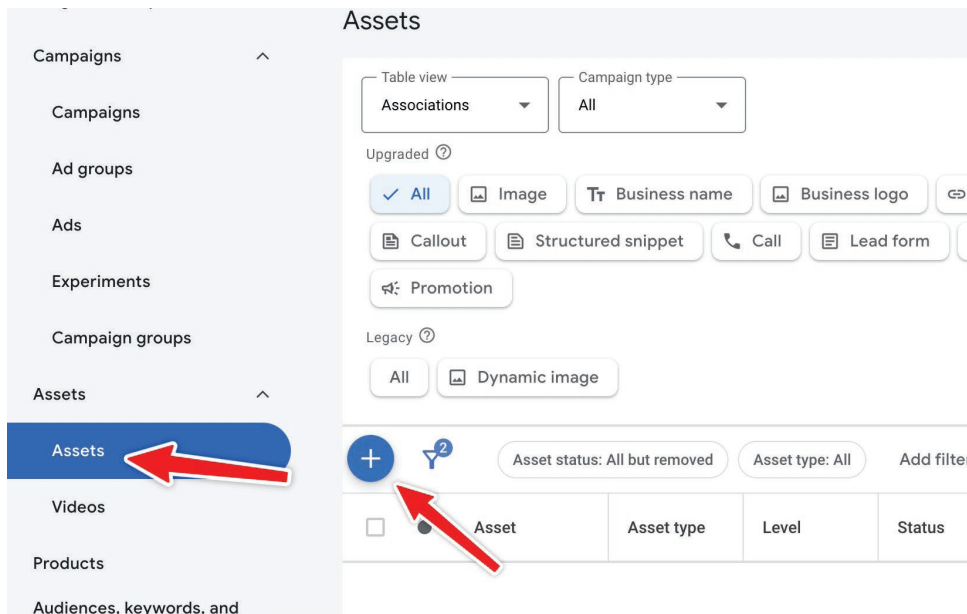 Assets
Campaigns
Campaigns
Ad groups
Ads
Experiments
Campaign groups
Assets
Assets
Videos
Products
Audiences, keywords, and
Table view
Associations
Campaign type
All
Upgraded
All
Image
Business name
Business logo
Callout
Structured snippet
Call
Lead form
Promotion
Legacy
All
Dynamic image
2
Asset status: All but removed
Asset type: All
Add filte
Asset
Asset type
Level
Status